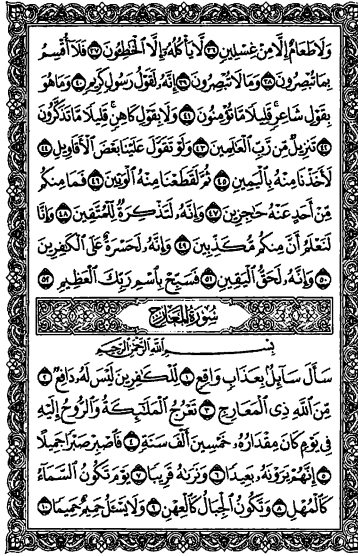 وَلَا طَعَامٌ إِلَّا مِنْ غِسْلِينٍ ٣٦ لَّا يَأْكُلُهُۥٓ إِلَّا ٱلْخَٰطِـُٔونَ ٣٧ فَلَآ أُقْسِمُ
بِمَا تُبْصِرُونَ ٣٨ وَمَا لَا تُبْصِرُونَ ٣٩ إِنَّهُۥ لَقَوْلُ رَسُولٍ كَرِيمٍ ٤٠ وَمَا هُوَ
بِقَوْلِ شَاعِرٍ ۚ قَلِيلًا مَّا تُؤْمِنُونَ ٤١ وَلَا بِقَوْلِ كَاهِنٍ ۚ قَلِيلًا مَّا تَذَكَّرُونَ
٤٢ تَنزِيلٌ مِّن رَّبِّ ٱلْعَٰلَمِينَ ٤٣ وَلَوْ تَقَوَّلَ عَلَيْنَا بَعْضَ ٱلْأَقَاوِيلِ ٤٤
لَأَخَذْنَا مِنْهُ بِٱلْيَمِينِ ٤٥ ثُمَّ لَقَطَعْنَا مِنْهُ ٱلْوَتِينَ ٤٦ فَمَا مِنكُم
مِّنْ أَحَدٍ عَنْهُ حَٰجِزِينَ ٤٧ وَإِنَّهُۥ لَتَذْكِرَةٌ لِّلْمُتَّقِينَ ٤٨ وَإِنَّا
لَنَعْلَمُ أَنَّ مِنكُم مُّكَذِّبِينَ ٤٩ وَإِنَّهُۥ لَحَسْرَةٌ عَلَى ٱلْكَٰفِرِينَ
٥٠ وَإِنَّهُۥ لَحَقُّ ٱلْيَقِينِ ٥١ فَسَبِّحْ بِٱسْمِ رَبِّكَ ٱلْعَظِيمِ ٥٢
سُورَةُ المَعَارِجِ
بِسْمِ ٱللَّهِ ٱلرَّحْمَٰنِ ٱلرَّحِيمِ
سَأَلَ سَآئِلٌۢ بِعَذَابٍ وَاقِعٍ ١ لِّلْكَٰفِرِينَ لَيْسَ لَهُۥ دَافِعٌ ٢
مِّنَ ٱللَّهِ ذِى ٱلْمَعَارِجِ ٣ تَعْرُجُ ٱلْمَلَٰٓئِكَةُ وَٱلرُّوحُ إِلَيْهِ
فِى يَوْمٍ كَانَ مِقْدَارُهُۥ خَمْسِينَ أَلْفَ سَنَةٍ ٤ فَٱصْبِرْ صَبْرًا جَمِيلًا
٥ إِنَّهُمْ يَرَوْنَهُۥ بَعِيدًا ٦ وَنَرَىٰهُ قَرِيبًا ٧ يَوْمَ تَكُونُ ٱلسَّمَآءُ
كَٱلْمُهْلِ ٨ وَتَكُونُ ٱلْجِبَالُ كَٱلْعِهْنِ ٩ وَلَا يَسْـَٔلُ حَمِيمٌ حَمِيمًا ١٠